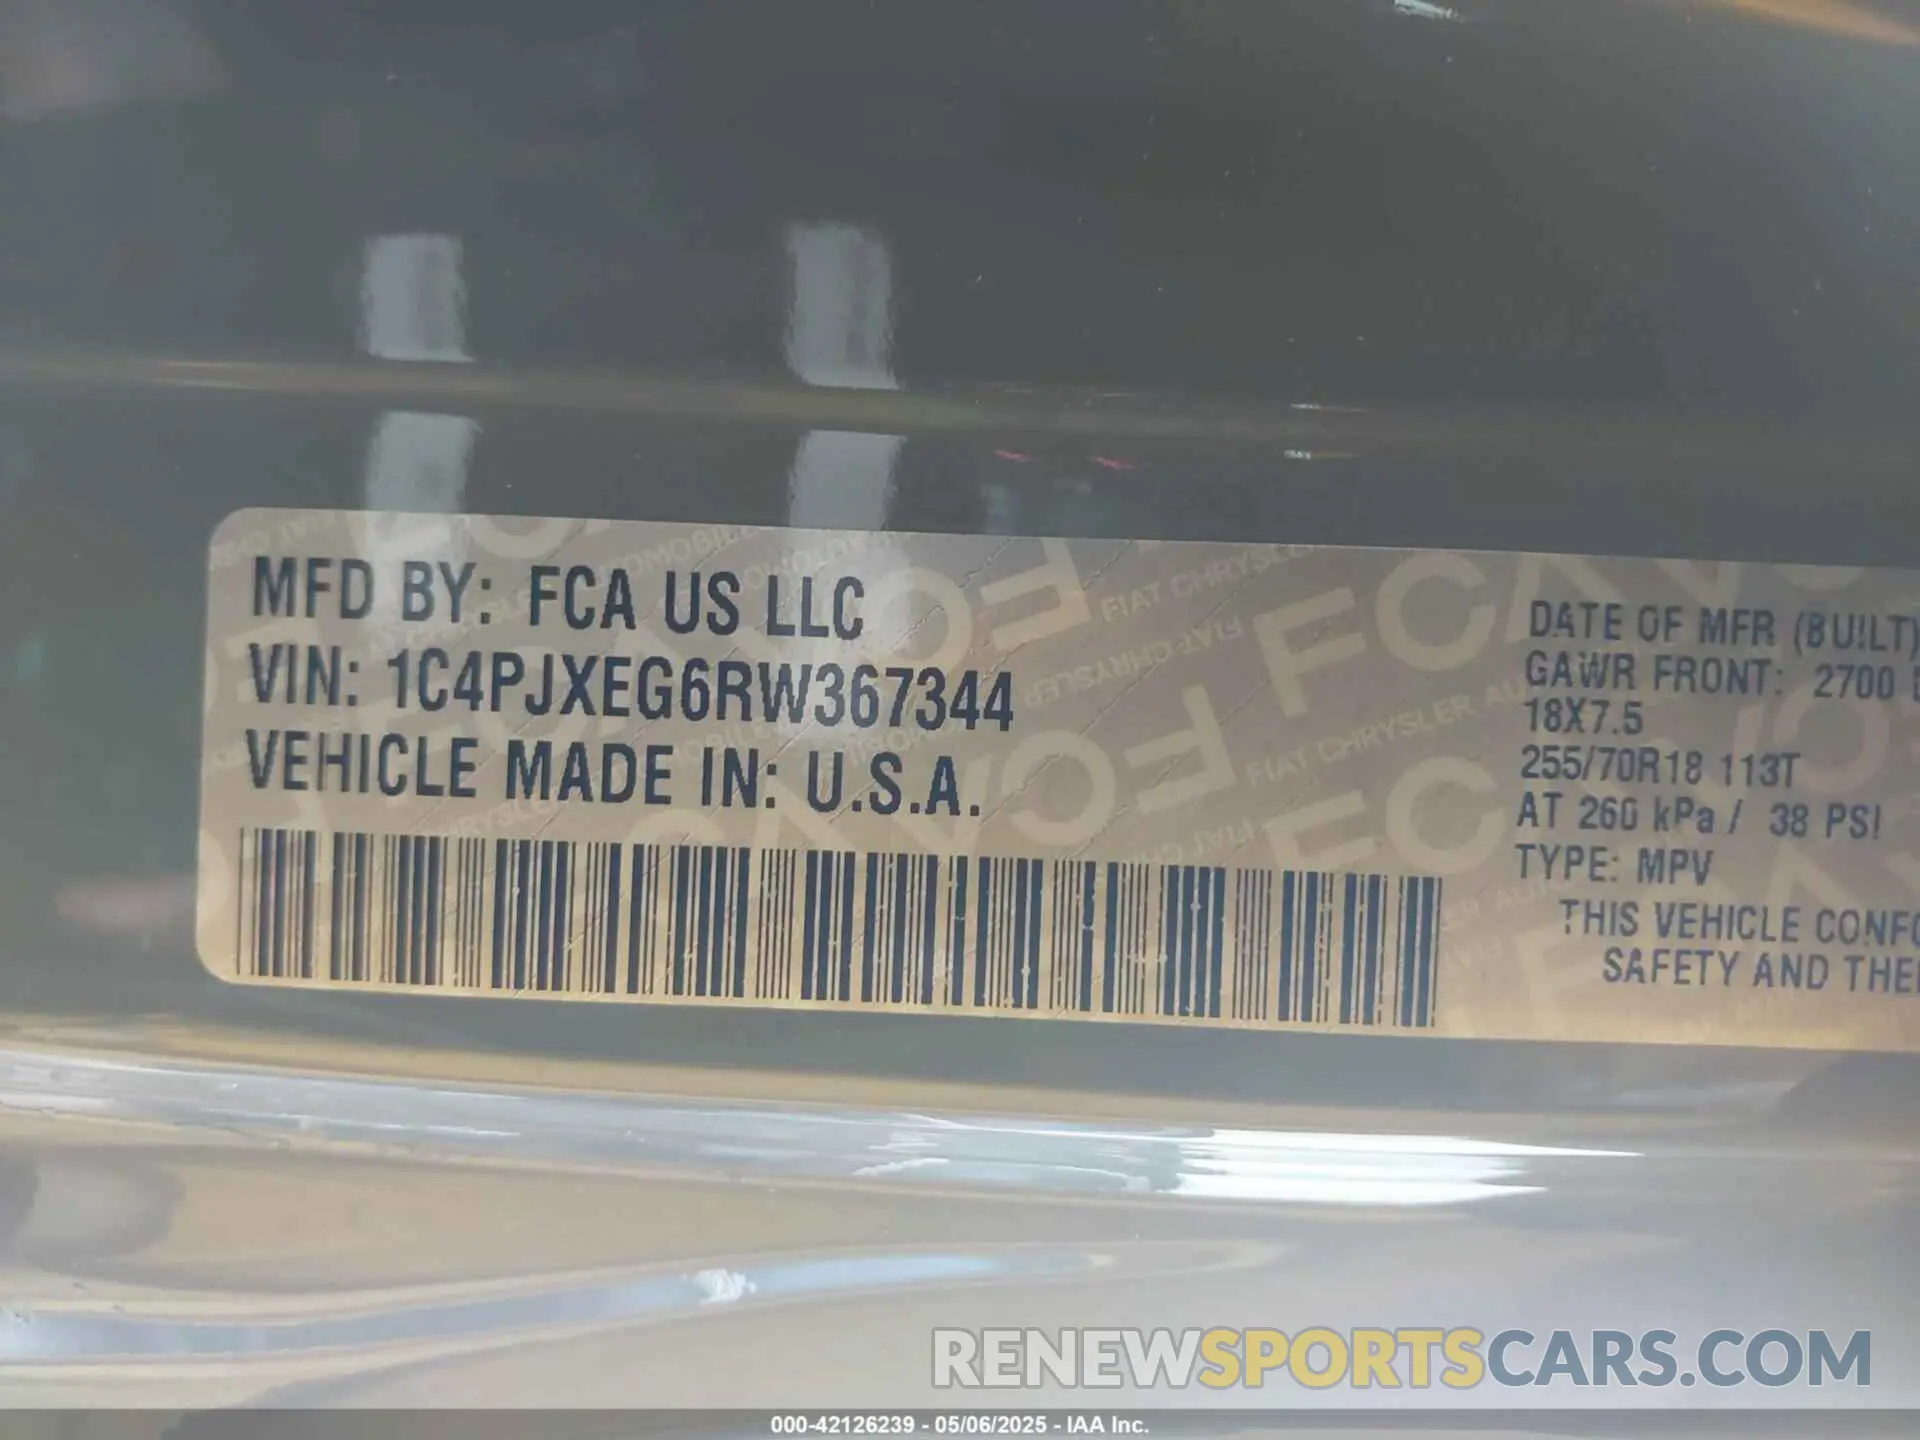 MFD BY: FCA US LLC
VIN: 1C4PJXEG6RW367344
VEHICLE MADE IN: U.S.A.
DATE OF MFR (BUILT)
GAWR FRONT: 2700
18X7.5
255/70R18 113T
AT 260 kPa / 38 PSI
TYPE: MPV
THIS VEHICLE
SAFETY AND
RENEWSPORTSCARS.COM
000-42126239 - 05/06/2025 - IAA Inc.